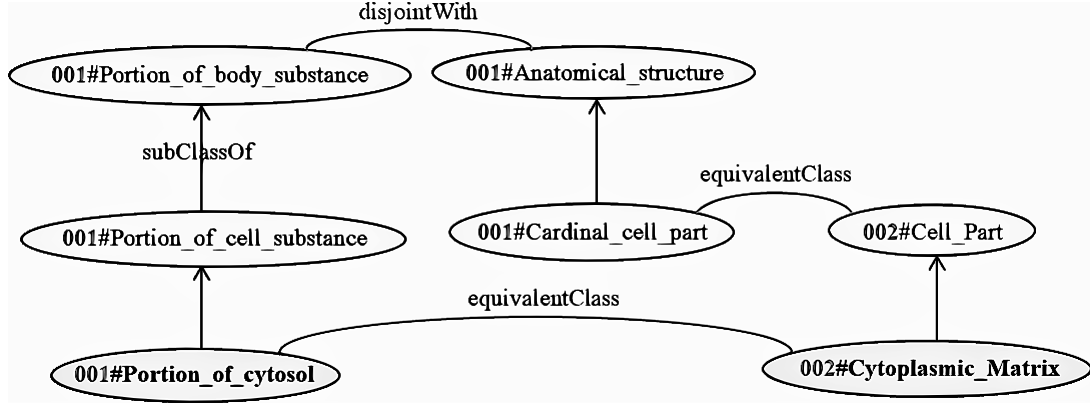 disjointWith
001#Portion_of_body_substance
001#Anatomical_structure
subClassOf
equivalentClass
001#Portion_of_cell_substance
001#Cardinal_cell_part
002#Cell_Part
equivalentClass
001#Portion_of_cytosol
002#Cytoplasmic_Matrix